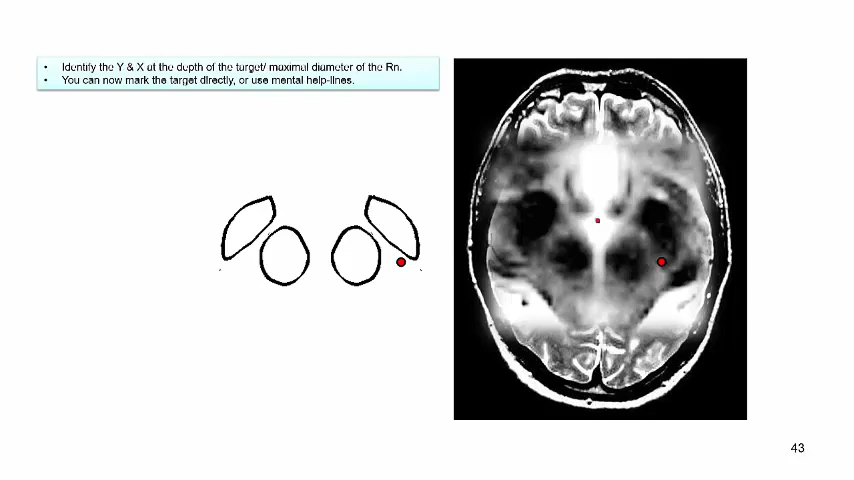 • Identify the Y & X at the depth of the target/ maximal diameter of the Rn.
• You can now mark the target directly, or use mental help-lines.
43